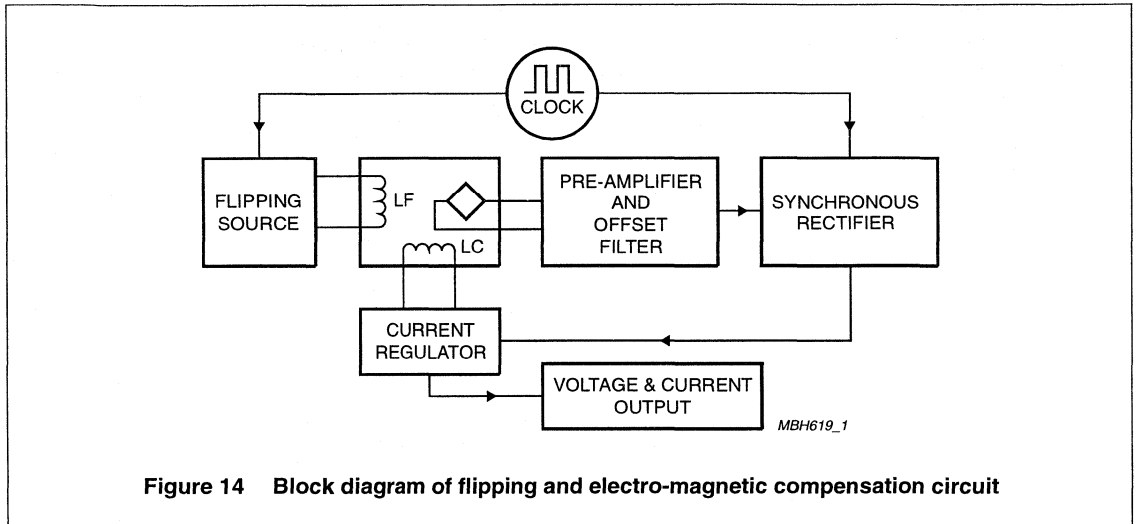 CLOCK
FLIPPING
SOURCE
LF
LC
PRE-AMPLIFIER
AND
OFFSET
FILTER
SYNCHRONOUS
RECTIFIER
CURRENT
REGULATOR
VOLTAGE & CURRENT
OUTPUT
MBH619_1
Figure 14 Block diagram of flipping and electro-magnetic compensation circuit